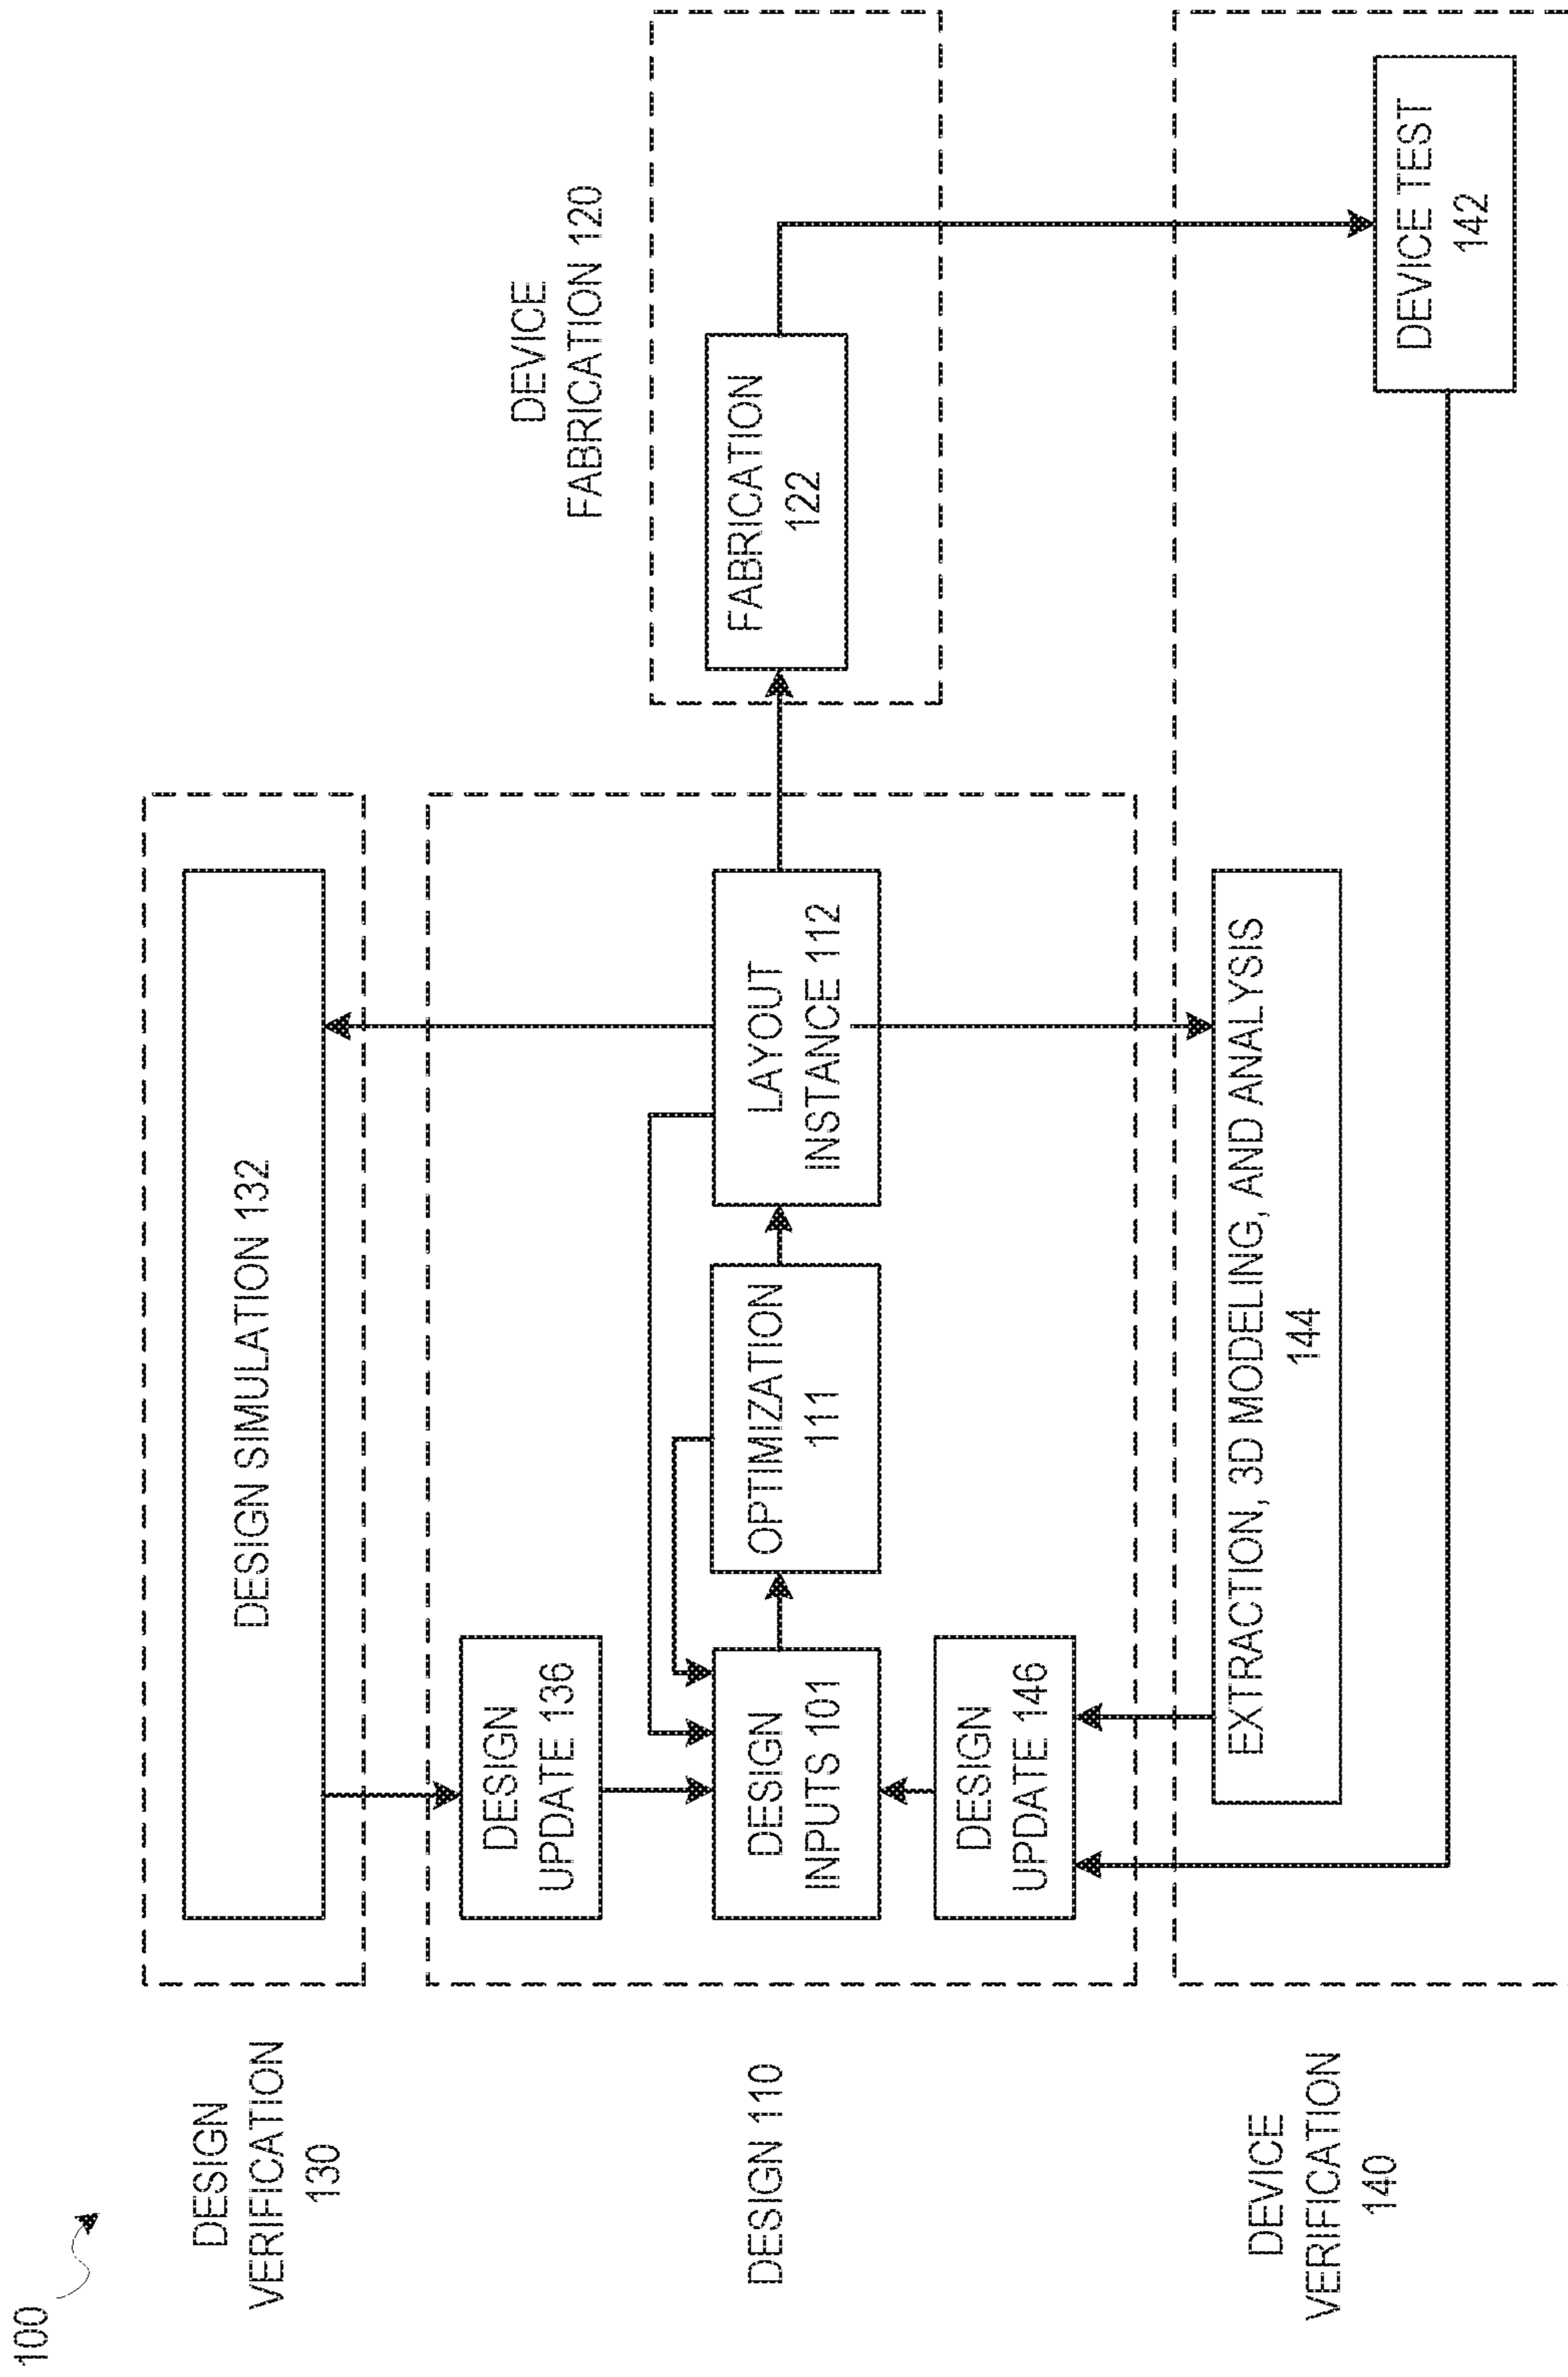 100
DESIGN
VERIFICATION
130
DESIGN SIMULATION 132
DEVICE
FABRICATION 120
DESIGN
UPDATE 136
DESIGN 110
DESIGN
INPUTS 101
OPTIMIZATION
111
LAYOUT
INSTANCE 112
FABRICATION
122
DESIGN
UPDATE 146
DEVICE
VERIFICATION
140
EXTRACTION, 3D MODELING, AND ANALYSIS
144
DEVICE TEST
142